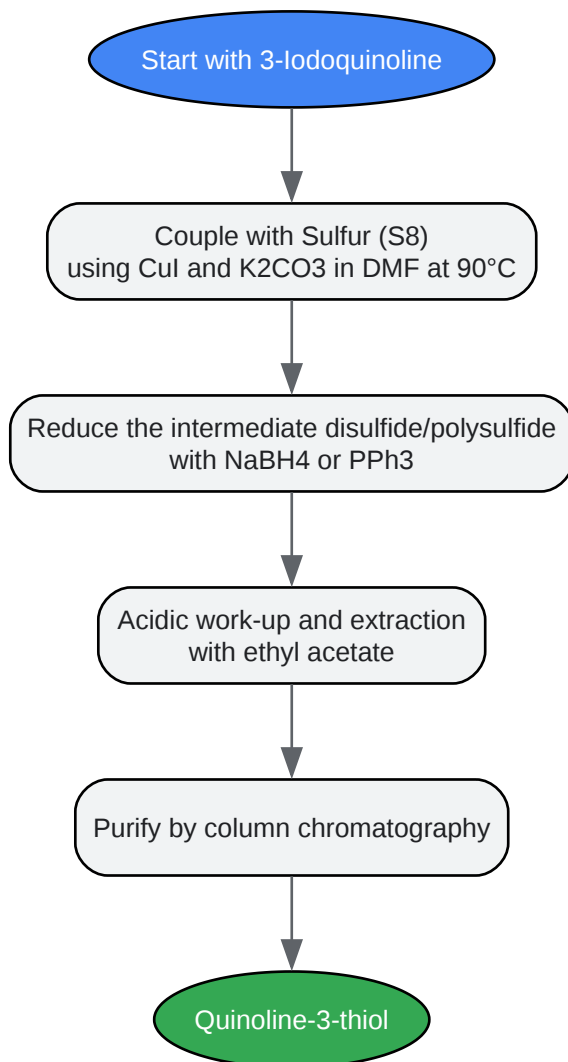 Start with 3-Iodoquinoline
Couple with Sulfur (S8)
using CuI and K2CO3 in DMF at 90°C
Reduce the intermediate disulfide/polysulfide
with NaBH4 or PPh3
Acidic work-up and extraction
with ethyl acetate
Purify by column chromatography
Quinoline-3-thiol